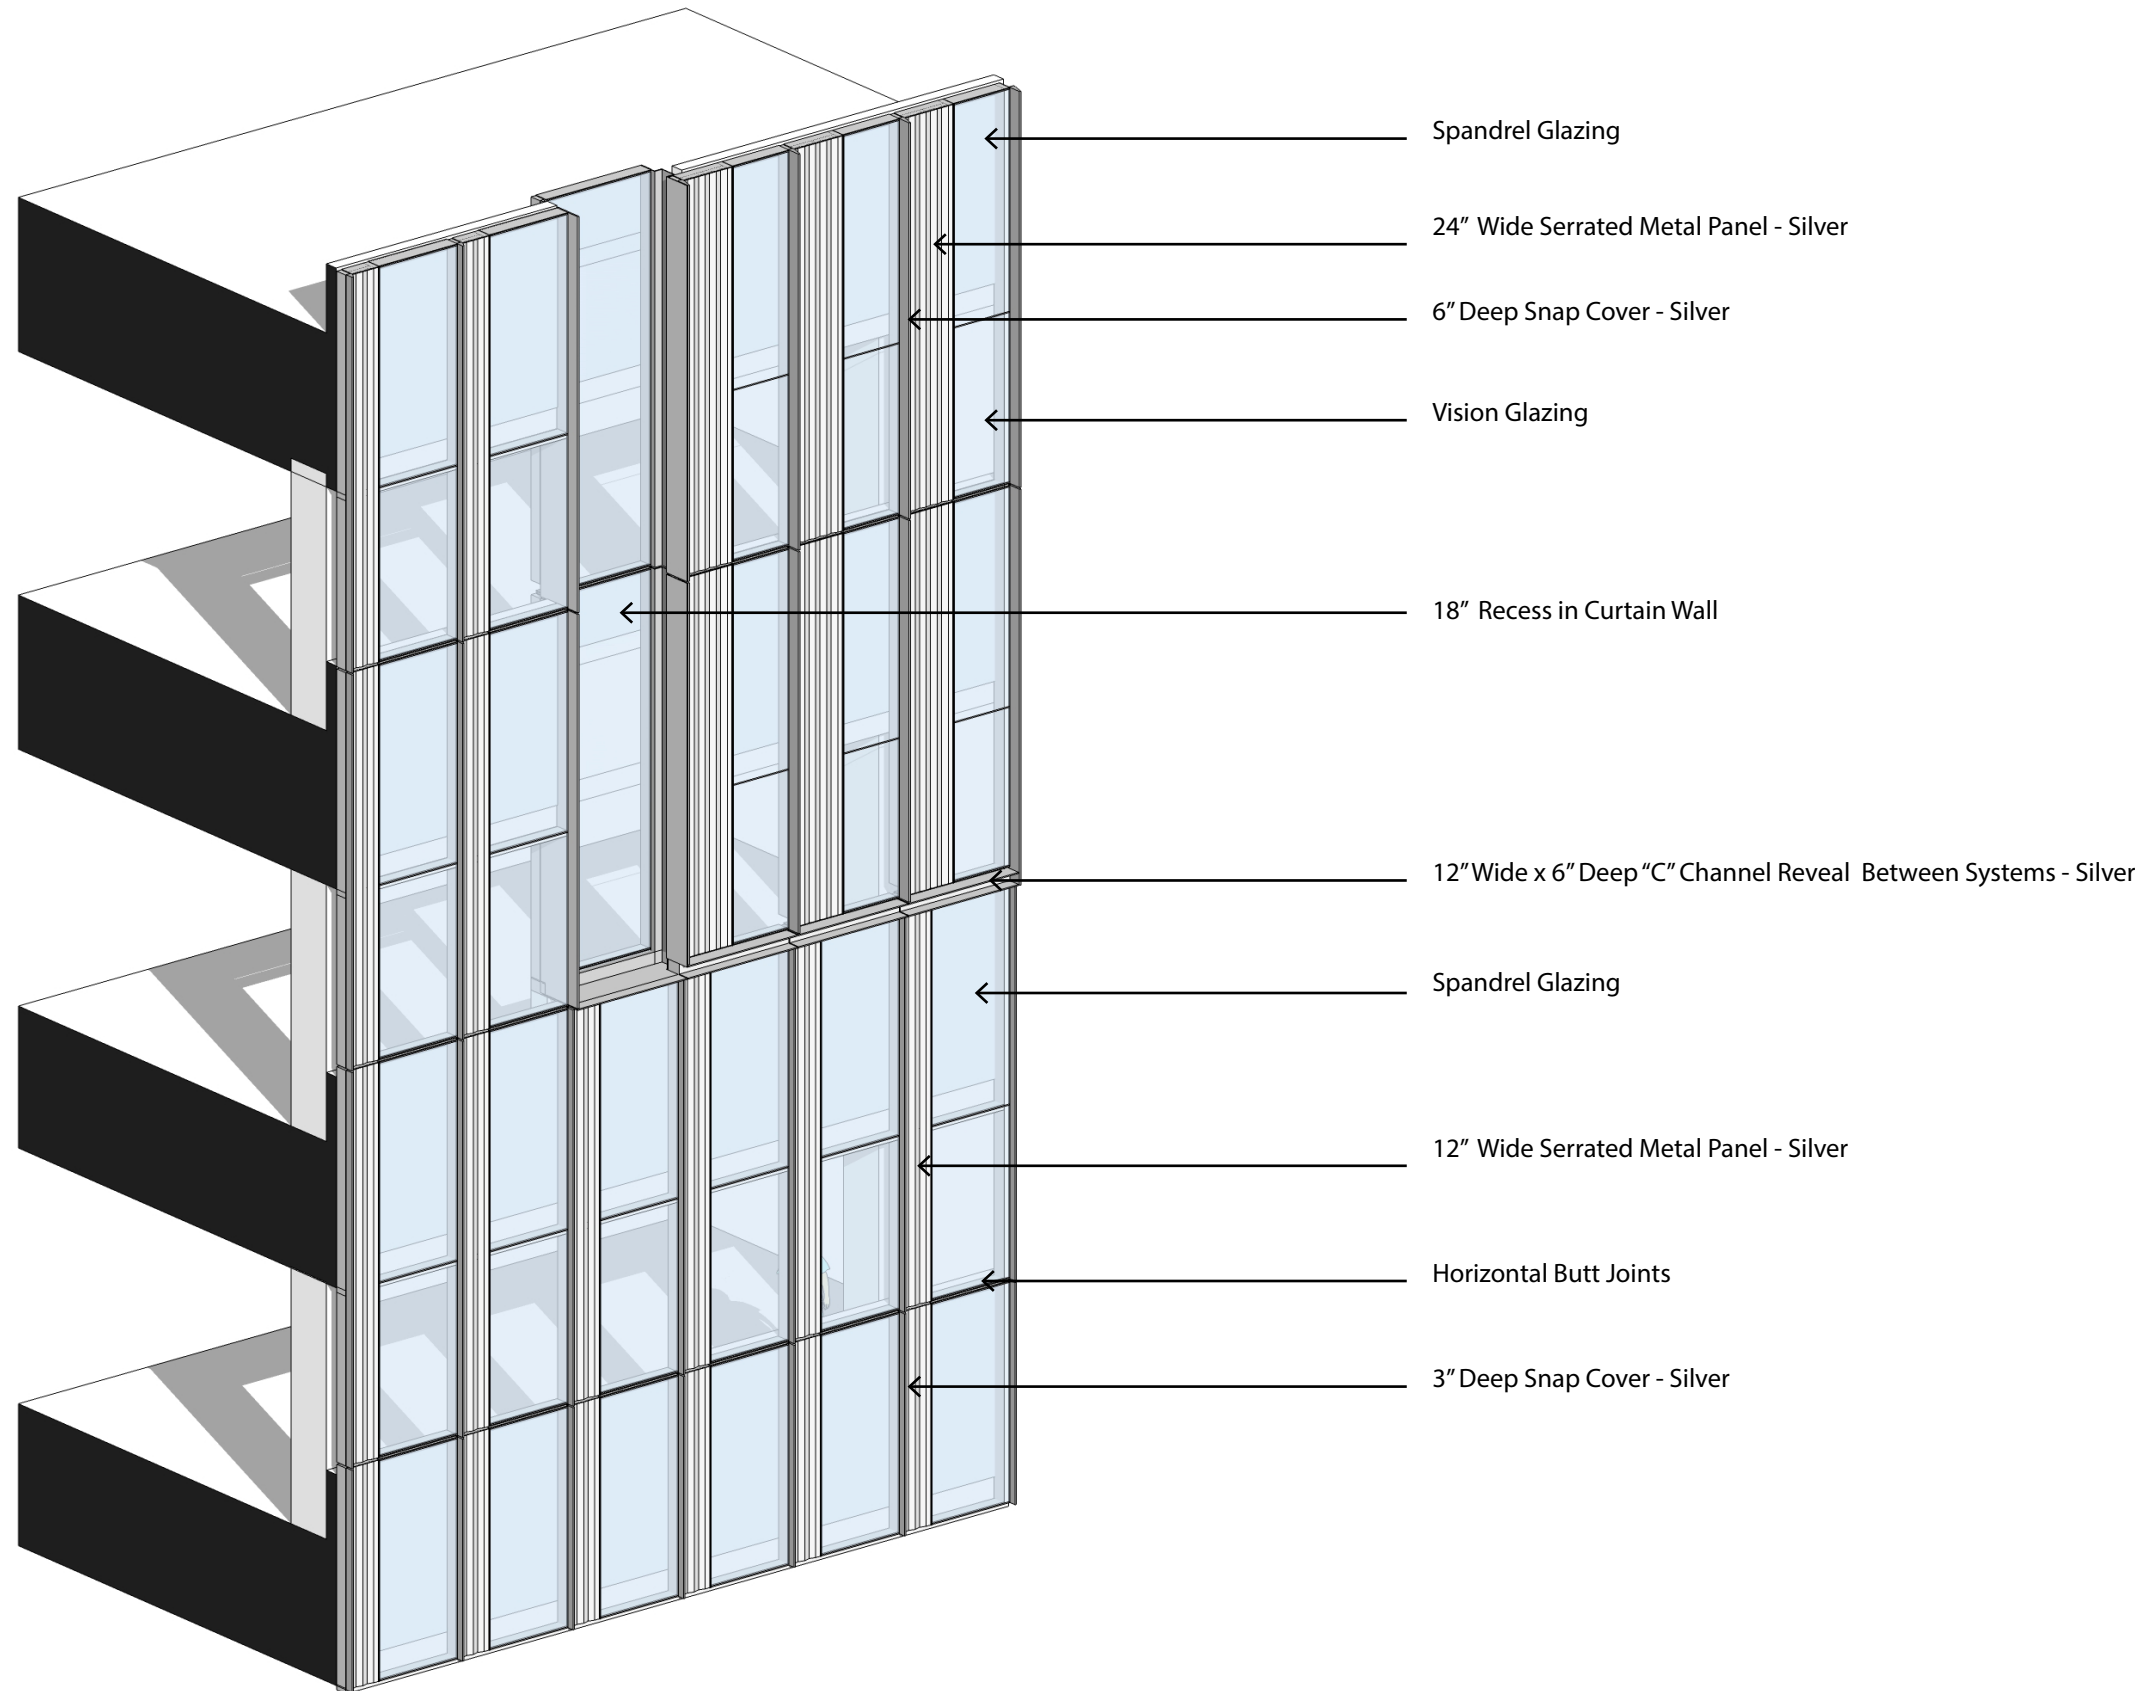 Spandrel Glazing
24” Wide Serrated Metal Panel - Silver
6” Deep Snap Cover - Silver
Vision Glazing
18” Recess in Curtain Wall
12” Wide x 6” Deep “C” Channel Reveal Between Systems - Silver
Spandrel Glazing
12” Wide Serrated Metal Panel - Silver
Horizontal Butt Joints
3” Deep Snap Cover - Silver